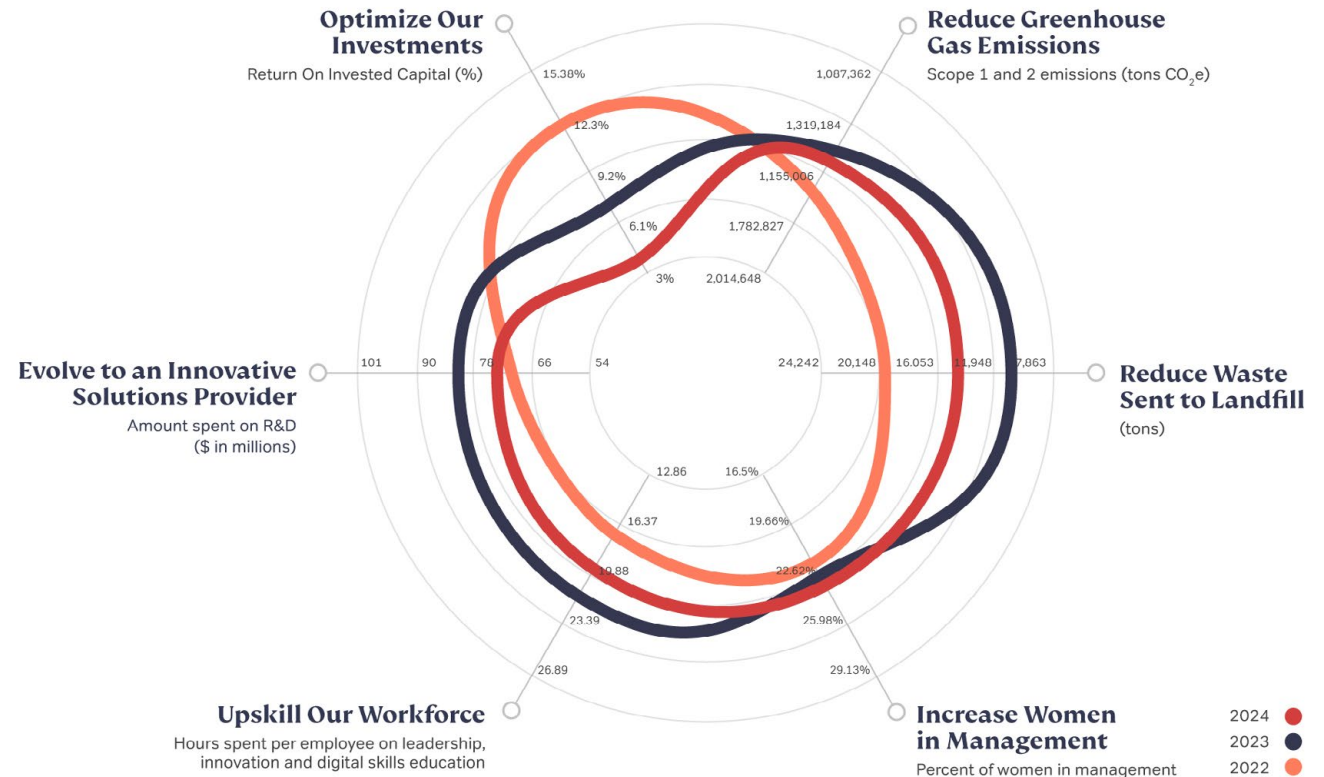 Optimize Our
Investments
Return On Invested Capital (%)
Reduce Greenhouse
Gas Emissions
Scope 1 and 2 emissions (tons CO₂e)
15.38%
12.3%
9.2%
6.1%
3%
1,087,362
1,319,184
1,155,006
1,782.827
2,014,648
Evolve to an Innovative
Solutions Provider
Amount spent on R&D
($ in millions)
101
90
78
66
54
24,242
20,148
16.053
11,948
7,863
Reduce Waste
Sent to Landfill
(tons)
12.86
16.37
19.88
23.39
26.89
16.5%
19.66%
22.62%
25.98%
29.13%
Upskill Our Workforce
Hours spent per employee on leadership,
innovation and digital skills education
Increase Women
in Management
Percent of women in management
2024
2023
2022